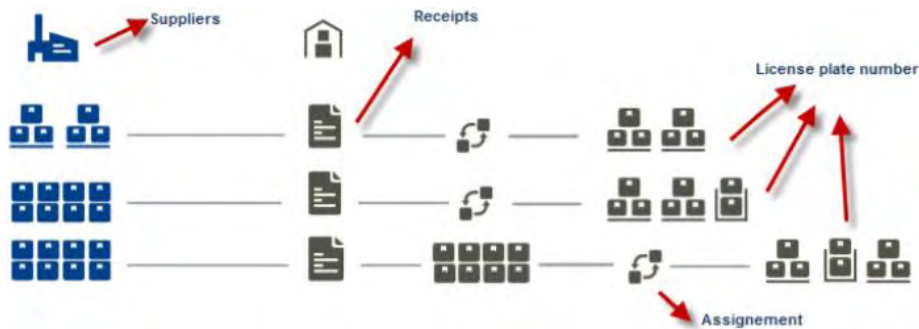 Suppliers
Receipts
License plate number
Assignement